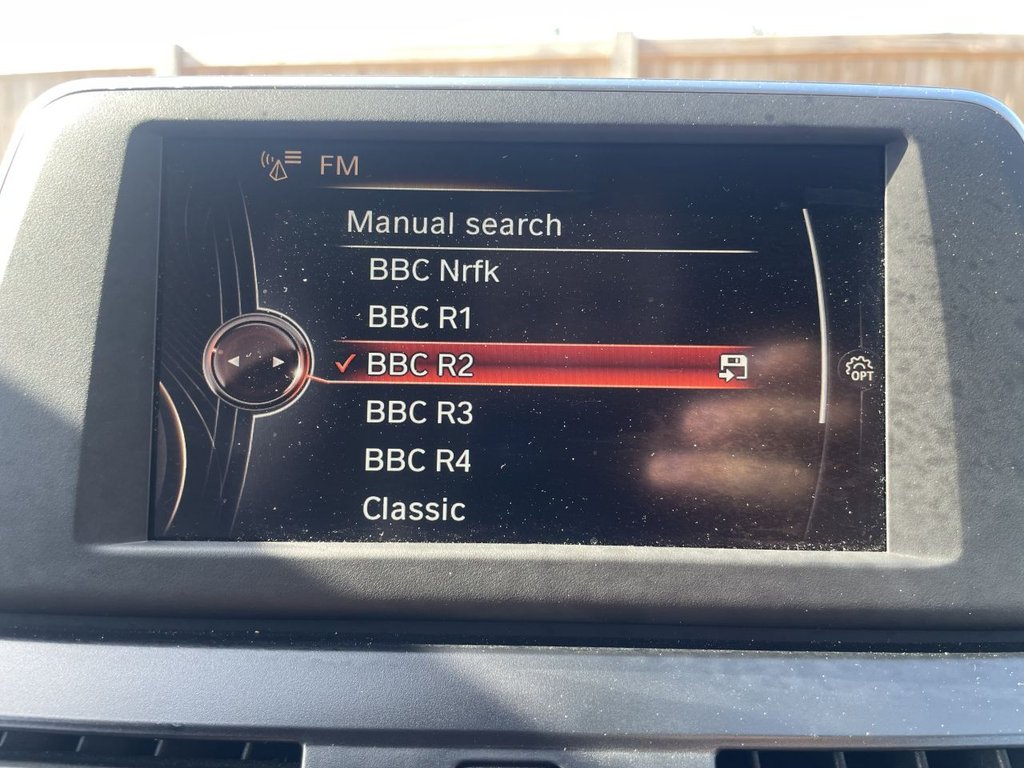 FM
Manual search
BBC Nrfk
BBC R1
BBC R2
OPT
BBC R3
BBC R4
Classic